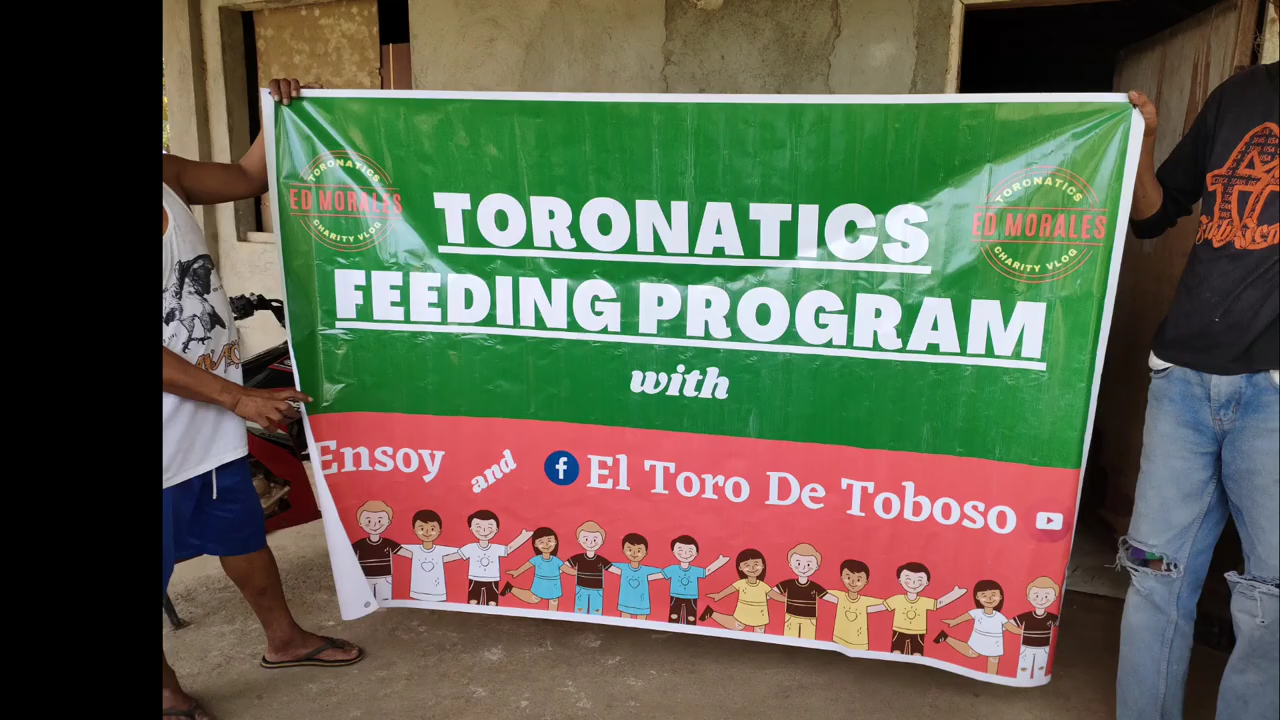 TORONATICS
ED MORALES
CHARITY VLOG
TORONATICS
ED MORALES
CHARITY VLOG
TORONATICS
FEEDING PROGRAM
with
Ensoy and El Toro De Toboso